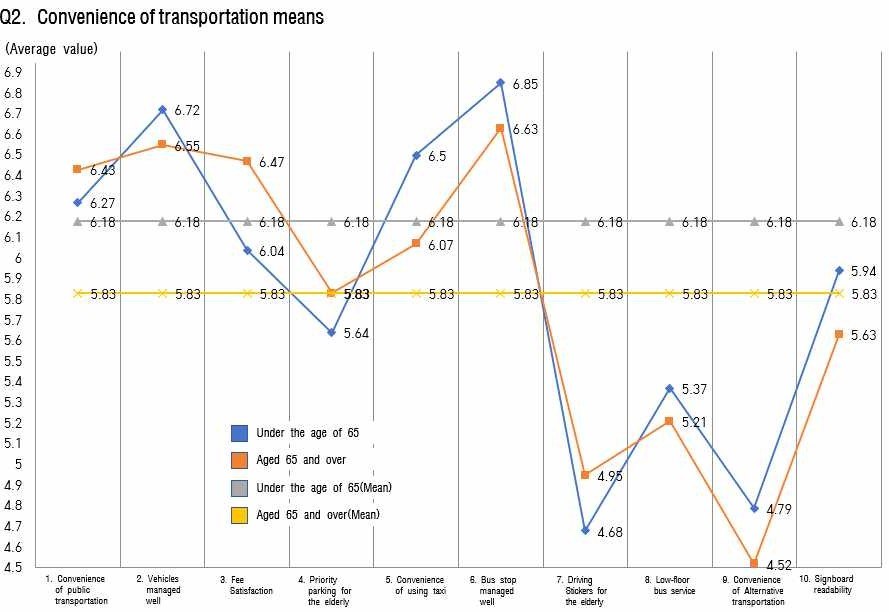 Q2. Convenience of transportation means
(Average value)
6.9
6.8
6.7
6.6
6.5
6.4
6.3
6.2
6.1
6
5.9
5.8
5.7
5.6
5.5
5.4
5.3
5.2
5.1
5
4.9
4.8
4.7
4.6
4.5
6.43 6.27 6.18 5.83
6.72 6.55 6.18 5.83
6.47 6.18 6.04 5.83
6.18 5.83 5.83 5.64
6.5 6.18 6.07 5.83
6.85 6.63 6.18 5.83
6.18 5.83 4.95 4.68
6.18 5.83 5.37 5.21
6.18 5.83 4.79 4.52
6.18 5.94 5.83 5.63
Under the age of 65
Aged 65 and over
Under the age of 65(Mean)
Aged 65 and over(Mean)
1. Convenience
of public
transportation
2. Vehicles
managed
well
3. Fee
Satisfaction
4. Priority
parking for
the elderly
5. Convenience
of using taxi
6. Bus stop
managed
well
7. Driving
Stickers for
the elderly
8. Low-floor
bus service
9. Convenience
of Alternative
transportation
10. Signboard
readability